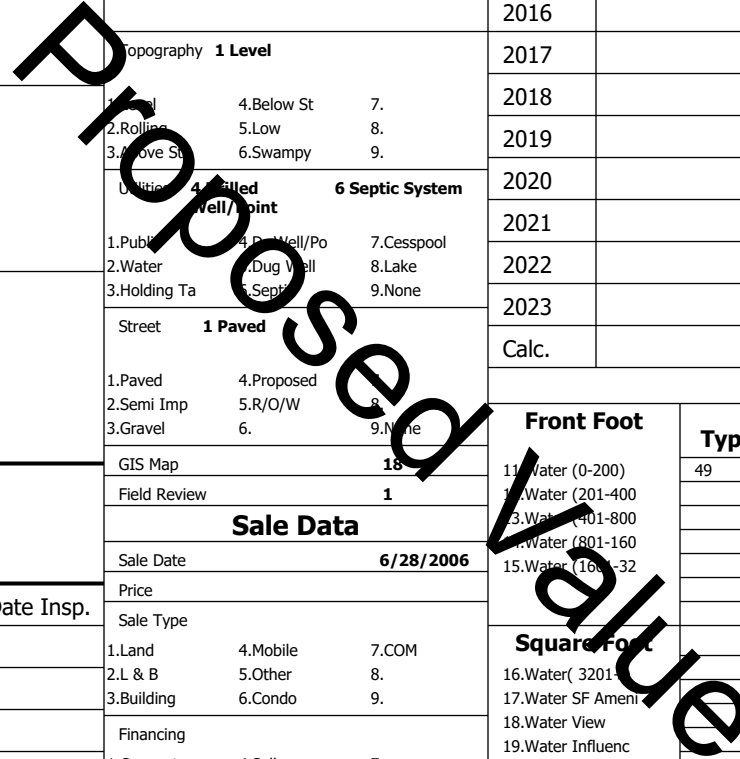 Topography 1 Level
4.Below St 7.
2.Rolling 5.Low 8.
3.Above St 6.Swampy 9.
Utilities 4 Drilled Well/Point 6 Septic System
1.Public 4.Dr Well/Po 7.Cesspool
2.Water 5.Dug Well 8.Lake
3.Holding Ta 6.Septic 9.None
Street 1 Paved
1.Paved 4.Proposed
2.Semi Imp 5.R/O/W 8.
3.Gravel 6. 9.None
GIS Map 18
Field Review 1
Sale Data
Sale Date 6/28/2006
Price
Sale Type
1.Land 4.Mobile 7.COM
2.L & B 5.Other 8.
3.Building 6.Condo 9.
Financing
Date Insp.
2016
2017
2018
2019
2020
2021
2022
2023
Calc.
Front Foot
Typ
11.Water (0-200) 49
12.Water (201-400
13.Water (401-800
14.Water (801-160
15.Water (1601-32
Square Foot
16.Water( 3201-
17.Water SF Ameni
18.Water View
19.Water Influenc
Proposed Value